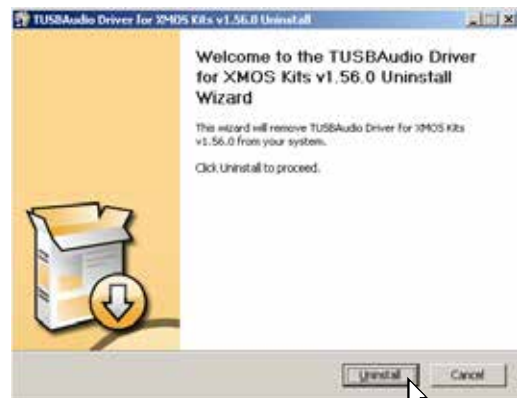 TUSBAudio Driver for XMOS Kits v1.56.0 Uninstall
Welcome to the TUSBAudio Driver
for XMOS Kits v1.56.0 Uninstall
Wizard
This wizard will remove TUSBAudio Driver for XMOS Kits
v1.56.0 from your system.
Click Uninstall to proceed.
Uninstall
Cancel